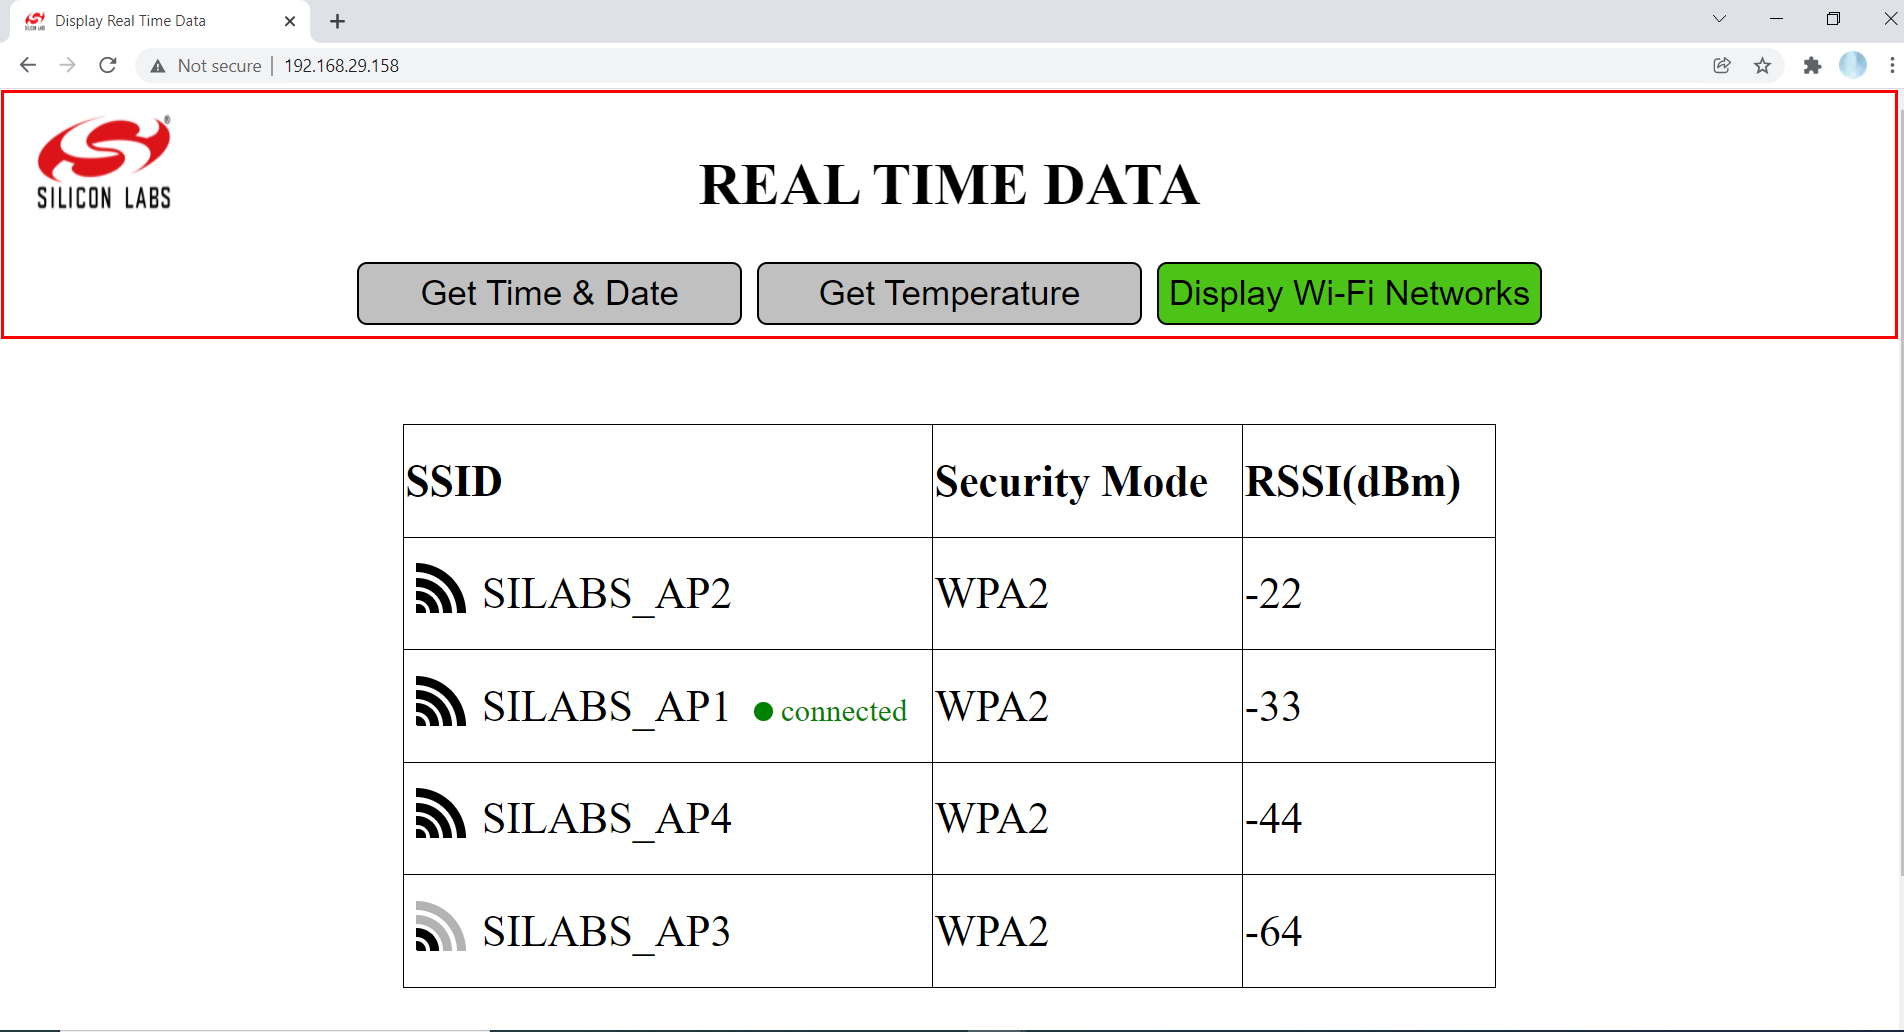 Display Real Time Data
Not secure 192.168.29.158
SILICON LABS®
REAL TIME DATA
Get Time & Date Get Temperature Display Wi-Fi Networks
SSID Security Mode RSSI(dBm)
SILABS_AP2 WPA2 -22
SILABS_AP1 connected WPA2 -33
SILABS_AP4 WPA2 -44
SILABS_AP3 WPA2 -64